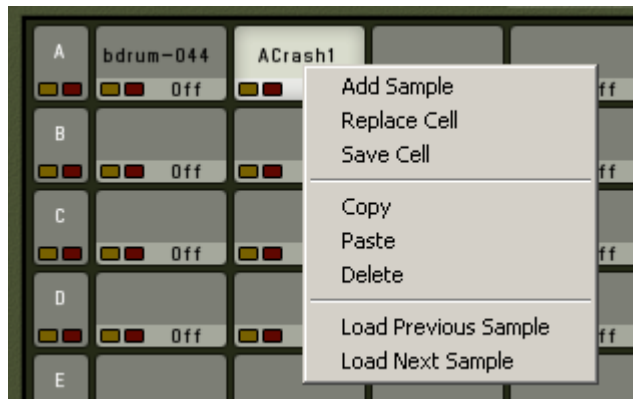 A bdrum-044 ACrash1
Off ff
Add Sample
Replace Cell
Save Cell
B
Off ff
Copy
Paste
Delete
C
Off ff
D
Off ff
Load Previous Sample
Load Next Sample
E